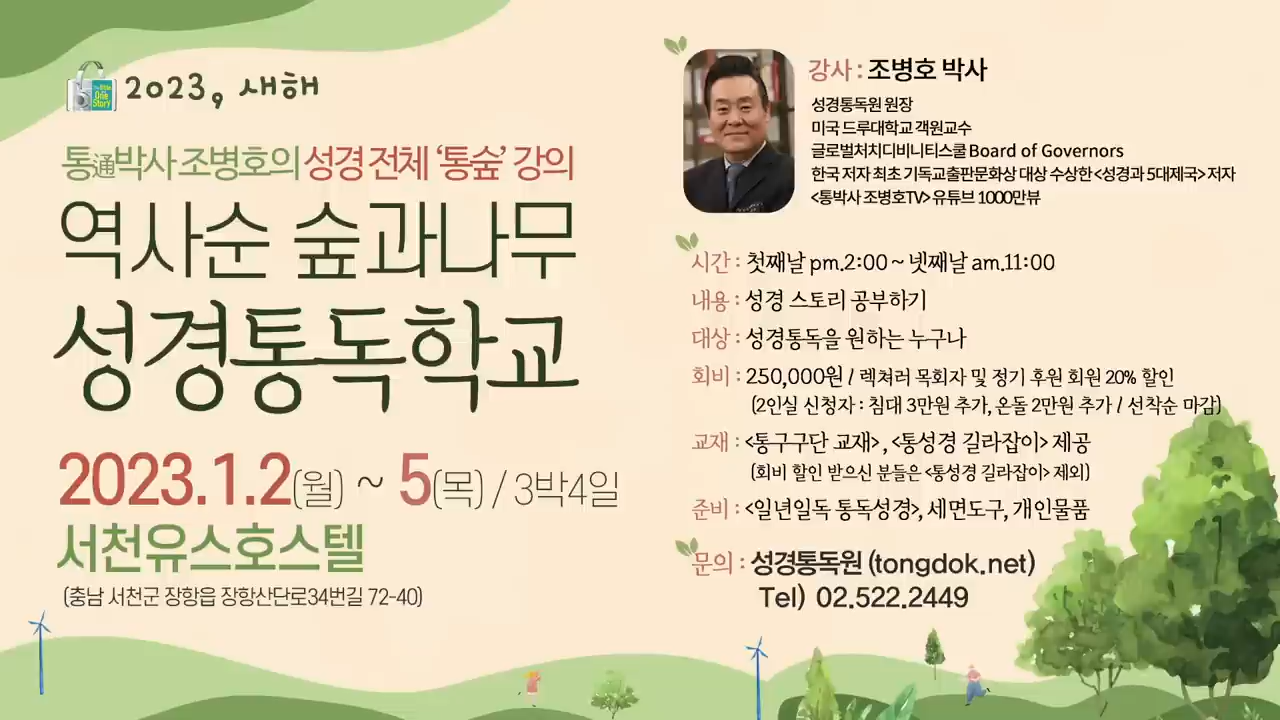 2023, 새해
통通박사 조병호의 성경 전체 '통숲' 강의
역사순 숲과나무
성경통독학교
2023.1.2(월) ~ 5(목) / 3박4일
서천유스호스텔
(충남 서천군 장항읍 장항산단로34번길 72-40)
강사 : 조병호 박사
성경통독원 원장
미국 드루대학교 객원교수
글로벌처치디비니티스쿨 Board of Governors
한국 저자 최초 기독교출판문화상 대상 수상한 <성경과 5대제국> 저자
<통박사 조병호TV> 유튜브 1000만뷰
시간 : 첫째날 pm.2:00 ~ 넷째날 am.11:00
내용 : 성경 스토리 공부하기
대상 : 성경통독을 원하는 누구나
회비 : 250,000원 / 렉쳐러 목회자 및 정기 후원 회원 20% 할인
(2인실 신청자 : 침대 3만원 추가, 온돌 2만원 추가 / 선착순 마감)
교재 : <통구구단 교재>, <통성경 길라잡이> 제공
(회비 할인 받으신 분들은 <통성경 길라잡이> 제외)
준비 : <일년일독 통독성경>, 세면도구, 개인물품
문의 : 성경통독원 (tongdok.net)
Tel) 02.522.2449